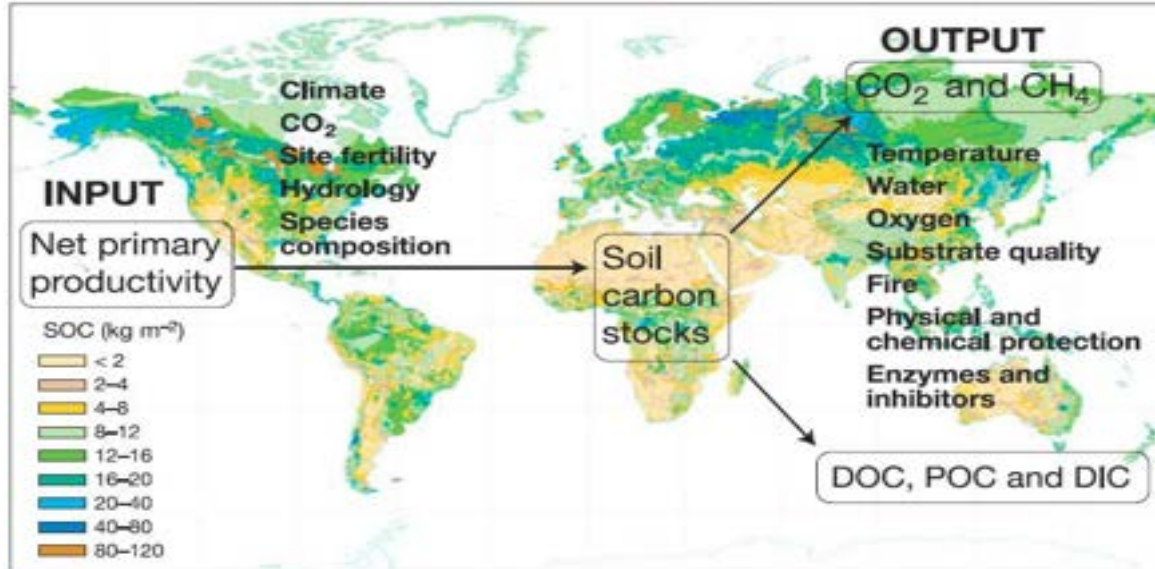 INPUT
Net primary
productivity
Climate
CO₂
Site fertility
Hydrology
Species
composition
Soil
carbon
stocks
OUTPUT
CO₂ and CH₄
Temperature
Water
Oxygen
Substrate quality
Fire
Physical and
chemical protection
Enzymes and
inhibitors
DOC, POC and DIC
SOC (kg m⁻²)
< 2
2–4
4–8
8–12
12–16
16–20
20–40
40–80
80–120